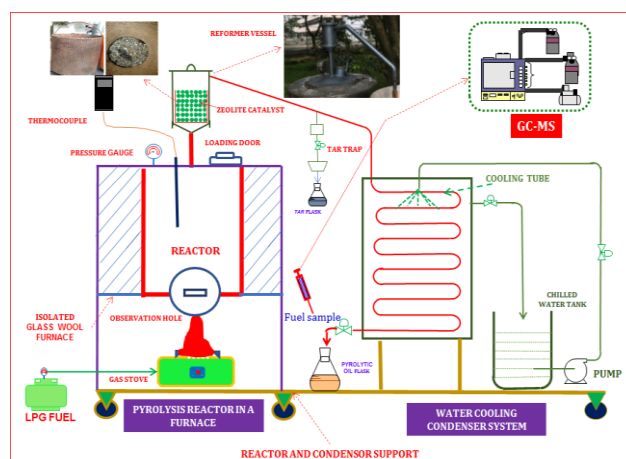 REFORMER VESSEL
ZEOLITE CATALYST
THERMOCOUPLE
PRESSURE GAUGE
LOADING DOOR
TAR TRAP
TAR FLASK
GC-MS
COOLING TUBE
REACTOR
ISOLATED
GLASS WOOL
FURNACE
OBSERVATION HOLE
Fuel sample
CHILLED
WATER TANK
GAS STOVE
PYROLYTIC
OIL FLASK
PUMP
LPG FUEL
PYROLYSIS REACTOR IN A
FURNACE
WATER COOLING
CONDENSER SYSTEM
REACTOR AND CONDENSOR SUPPORT